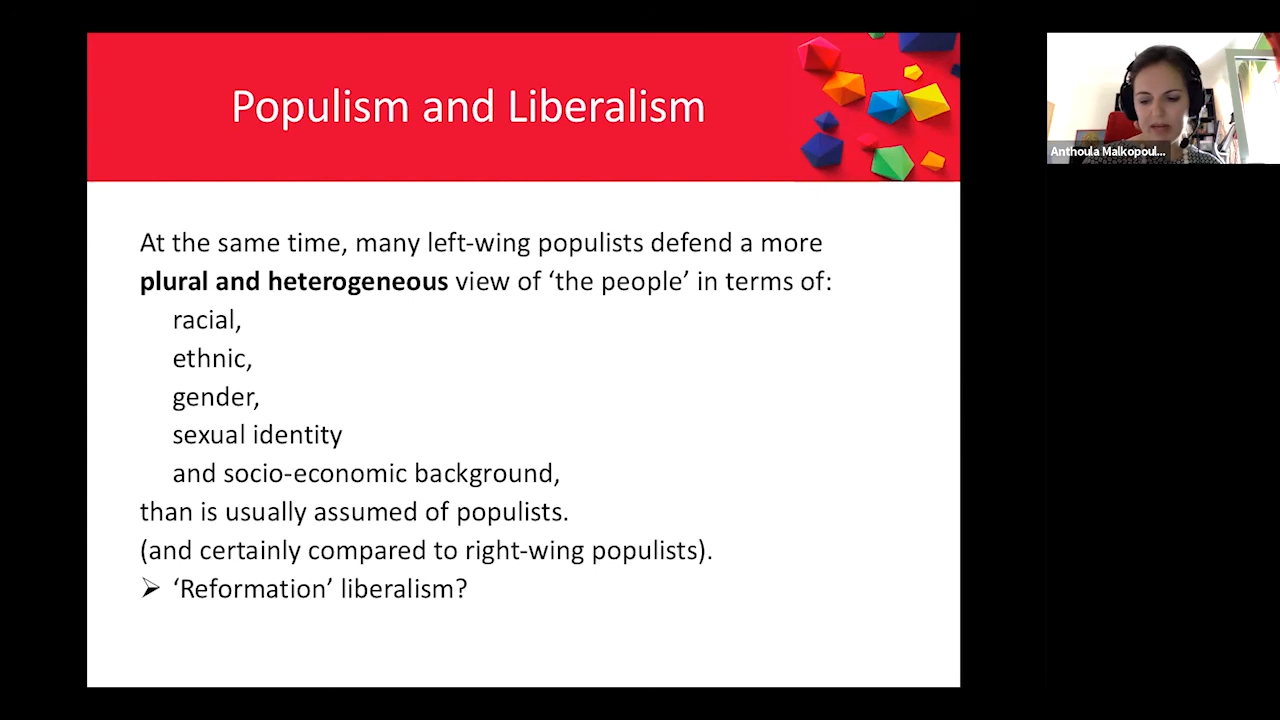 Populism and Liberalism
At the same time, many left-wing populists defend a more
plural and heterogeneous view of ‘the people’ in terms of:
racial,
ethnic,
gender,
sexual identity
and socio-economic background,
than is usually assumed of populists.
(and certainly compared to right-wing populists).
➢ ‘Reformation’ liberalism?
Anthoula Malkopoul...